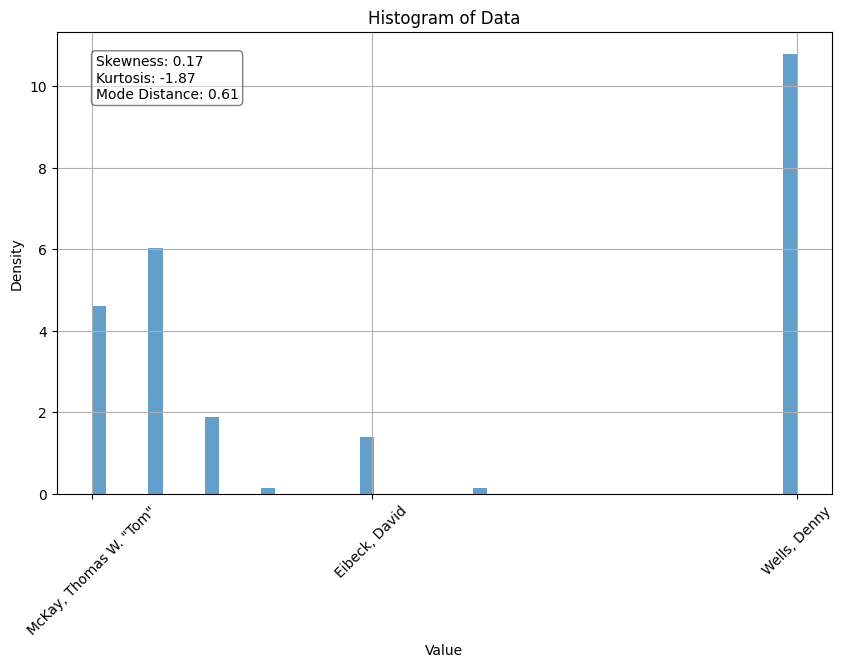 Histogram of Data
Skewness: 0.17
Kurtosis: -1.87
Mode Distance: 0.61
Density
10
8
6
4
2
0
McKay, Thomas W. "Tom"
Eibeck, David
Wells, Denny
Value